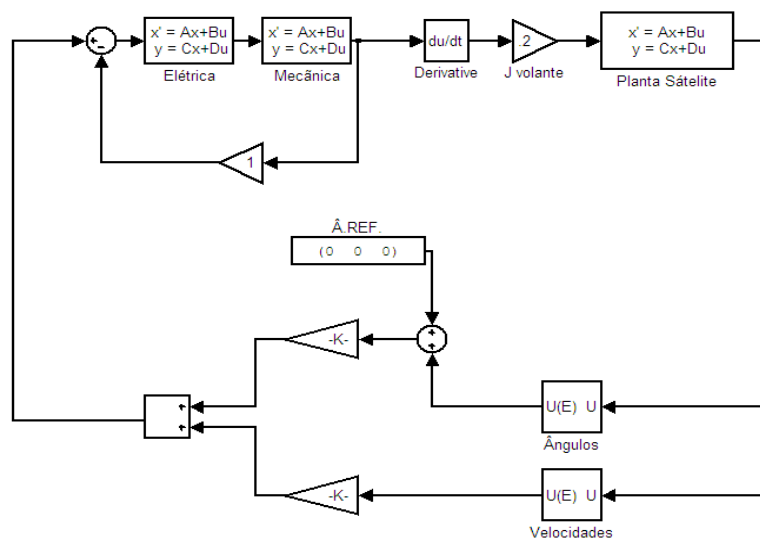 x' = Ax+Bu
y = Cx+Du
Elétrica
x' = Ax+Bu
y = Cx+Du
Mecãnica
du/dt
Derivative
.2
J volante
x' = Ax+Bu
y = Cx+Du
Planta Sátelite
1
Â.REF.
(0 0 0)
-K-
U(E) U
Ângulos
-K-
U(E) U
Velocidades